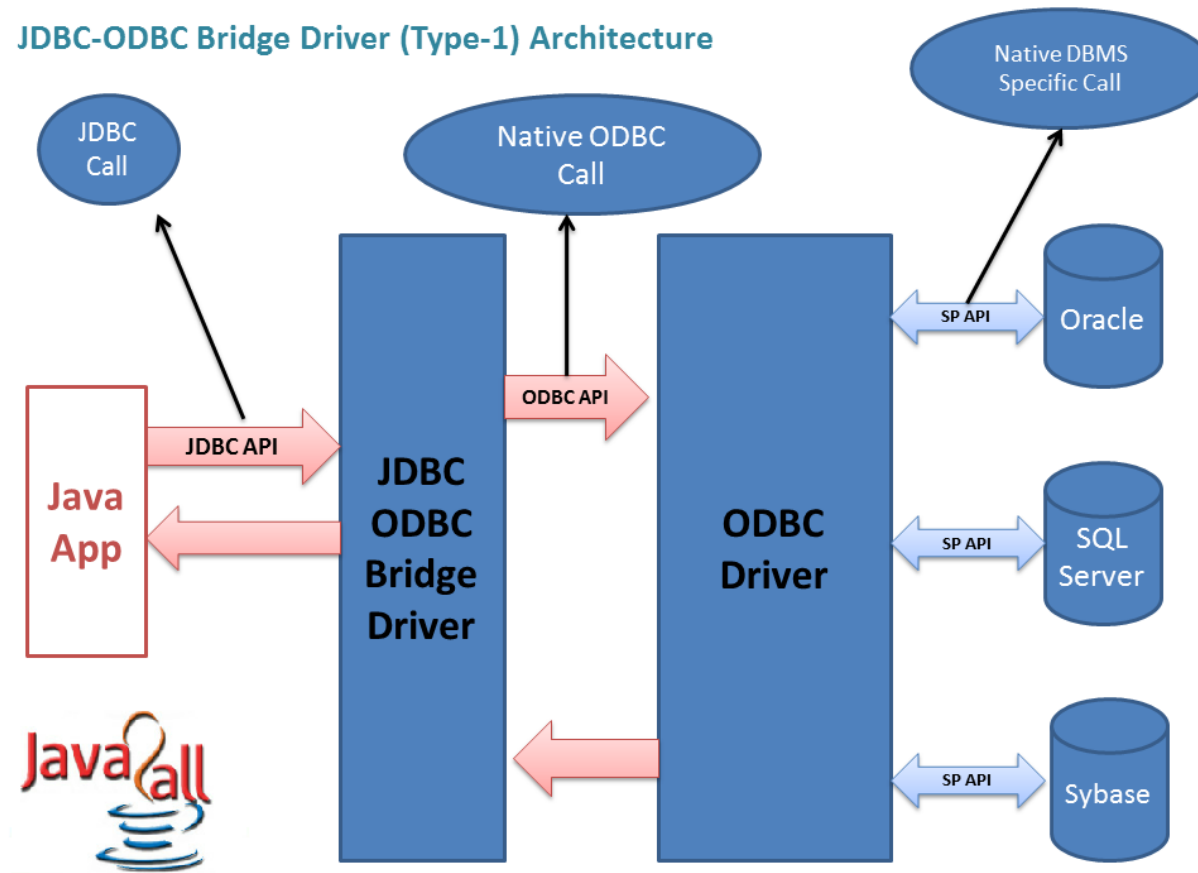 JDBC-ODBC Bridge Driver (Type-1) Architecture
Native DBMS
Specific Call
JDBC
Call
Native ODBC
Call
SP API
Oracle
ODBC API
JDBC API
Java
App
JDBC
ODBC
Bridge
Driver
ODBC
Driver
SP API
SQL
Server
SP API
Sybase
Java2all